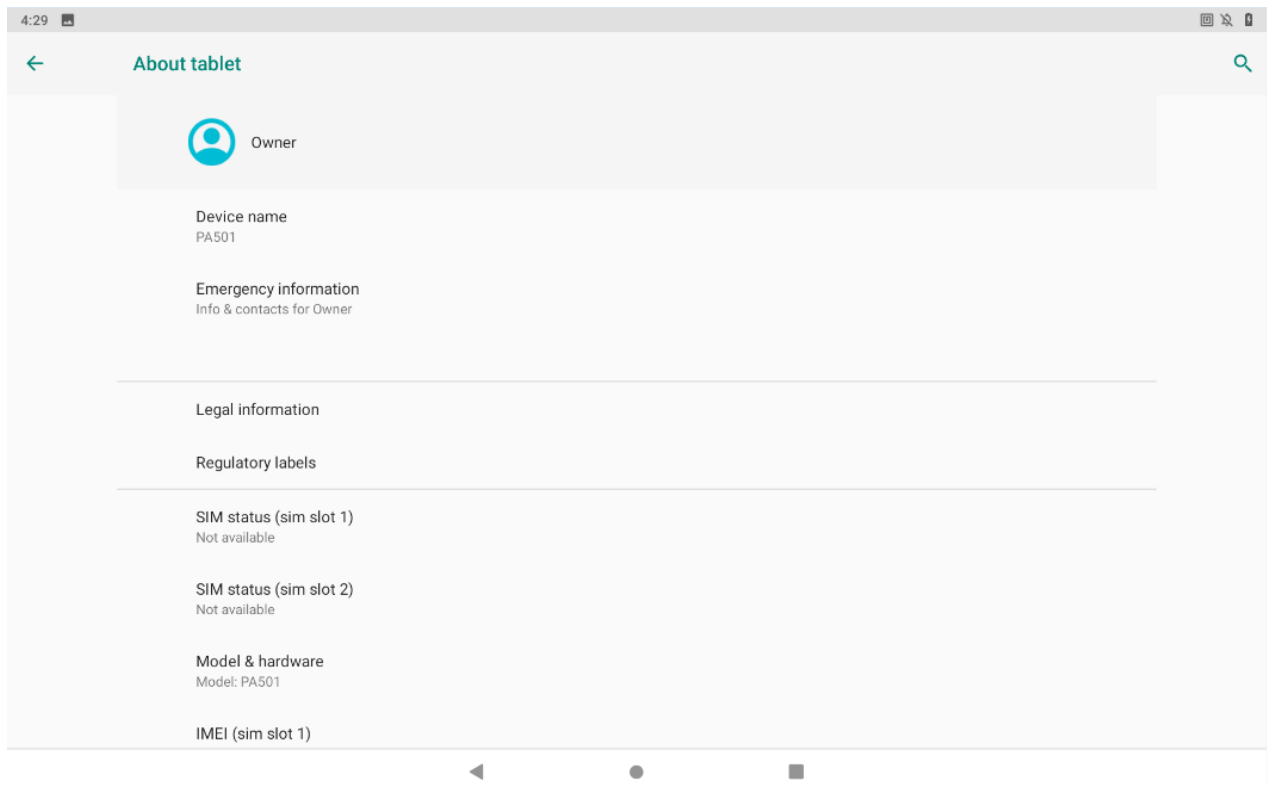 4:29
About tablet
Owner
Device name
PA501
Emergency information
Info & contacts for Owner
Legal information
Regulatory labels
SIM status (sim slot 1)
Not available
SIM status (sim slot 2)
Not available
Model & hardware
Model: PA501
IMEI (sim slot 1)